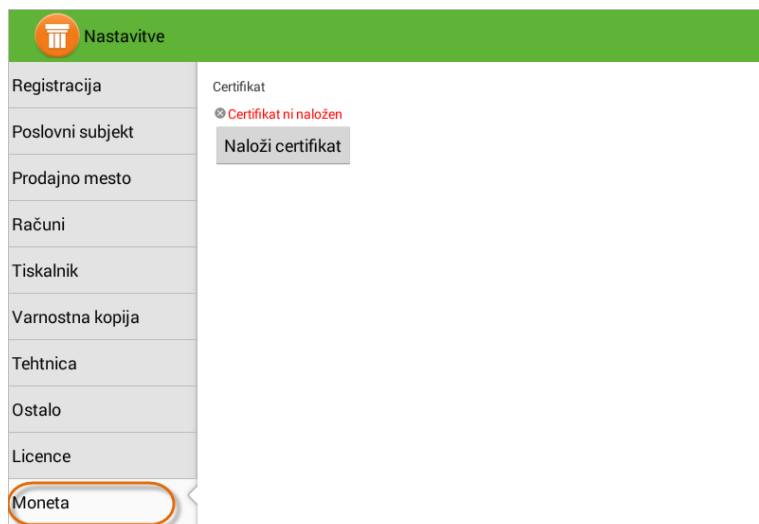 Nastavitve
Registracija
Poslovni subjekt
Prodajno mesto
Računi
Tiskalnik
Varnostna kopija
Tehtnica
Ostalo
Licence
Moneta
Certifikat
Certifikat ni naložen
Naloži certifikat